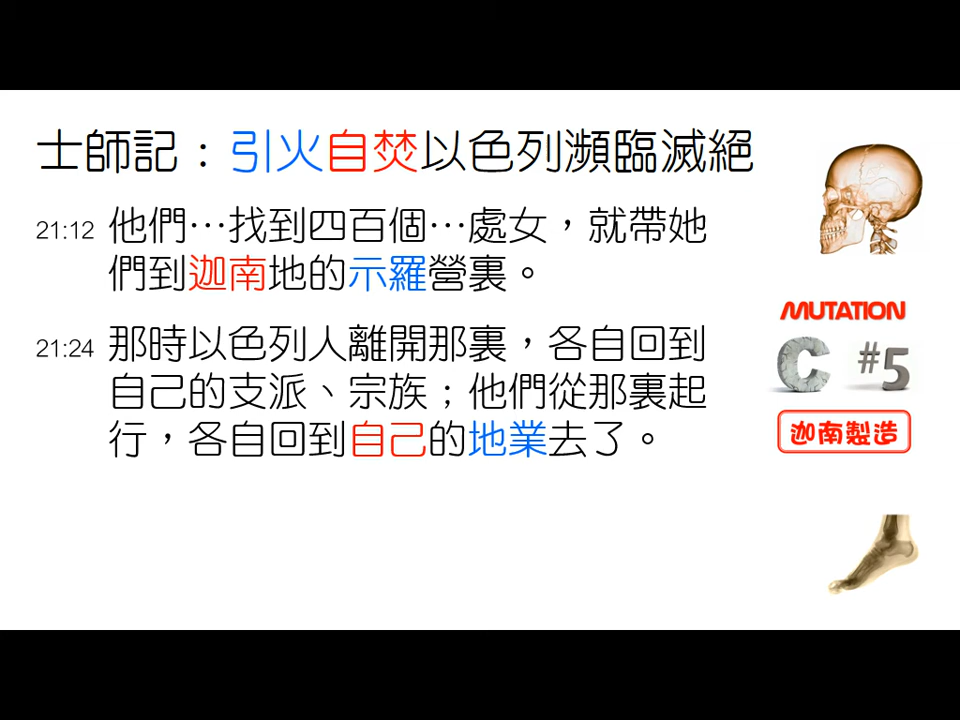 士師記：引火自焚以色列瀕臨滅絕
21:12 他們…找到四百個…處女，就帶她
們到迦南地的示羅營裏。
21:24 那時以色列人離開那裏，各自回到
自己的支派、宗族；他們從那裏起
行，各自回到自己的地業去了。
MUTATION
C #5
迦南製造